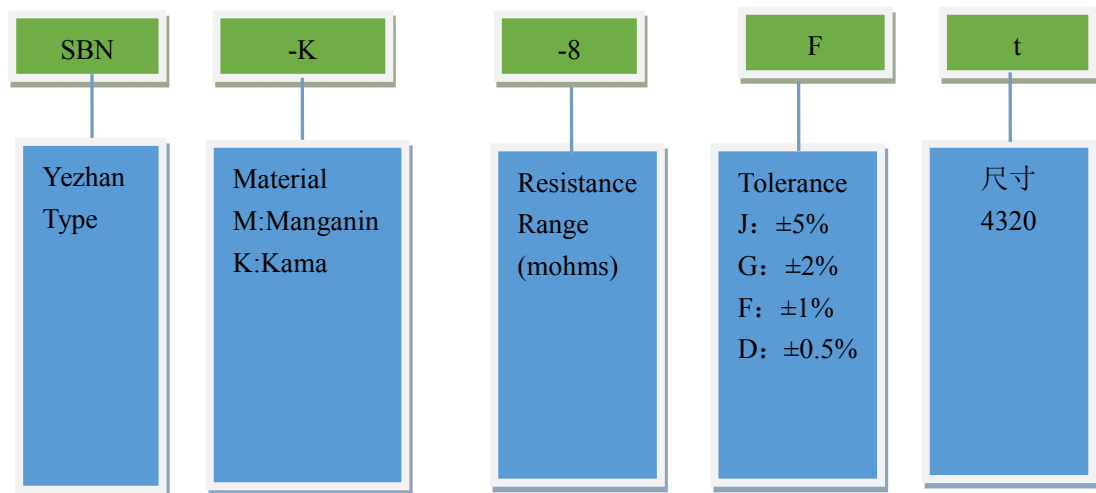 SBN
-K
-8
F
t
Yezhan
Type
Material
M:Manganin
K:Kama
Resistance
Range
(mohms)
Tolerance
J：±5%
G：±2%
F：±1%
D：±0.5%
尺寸
4320